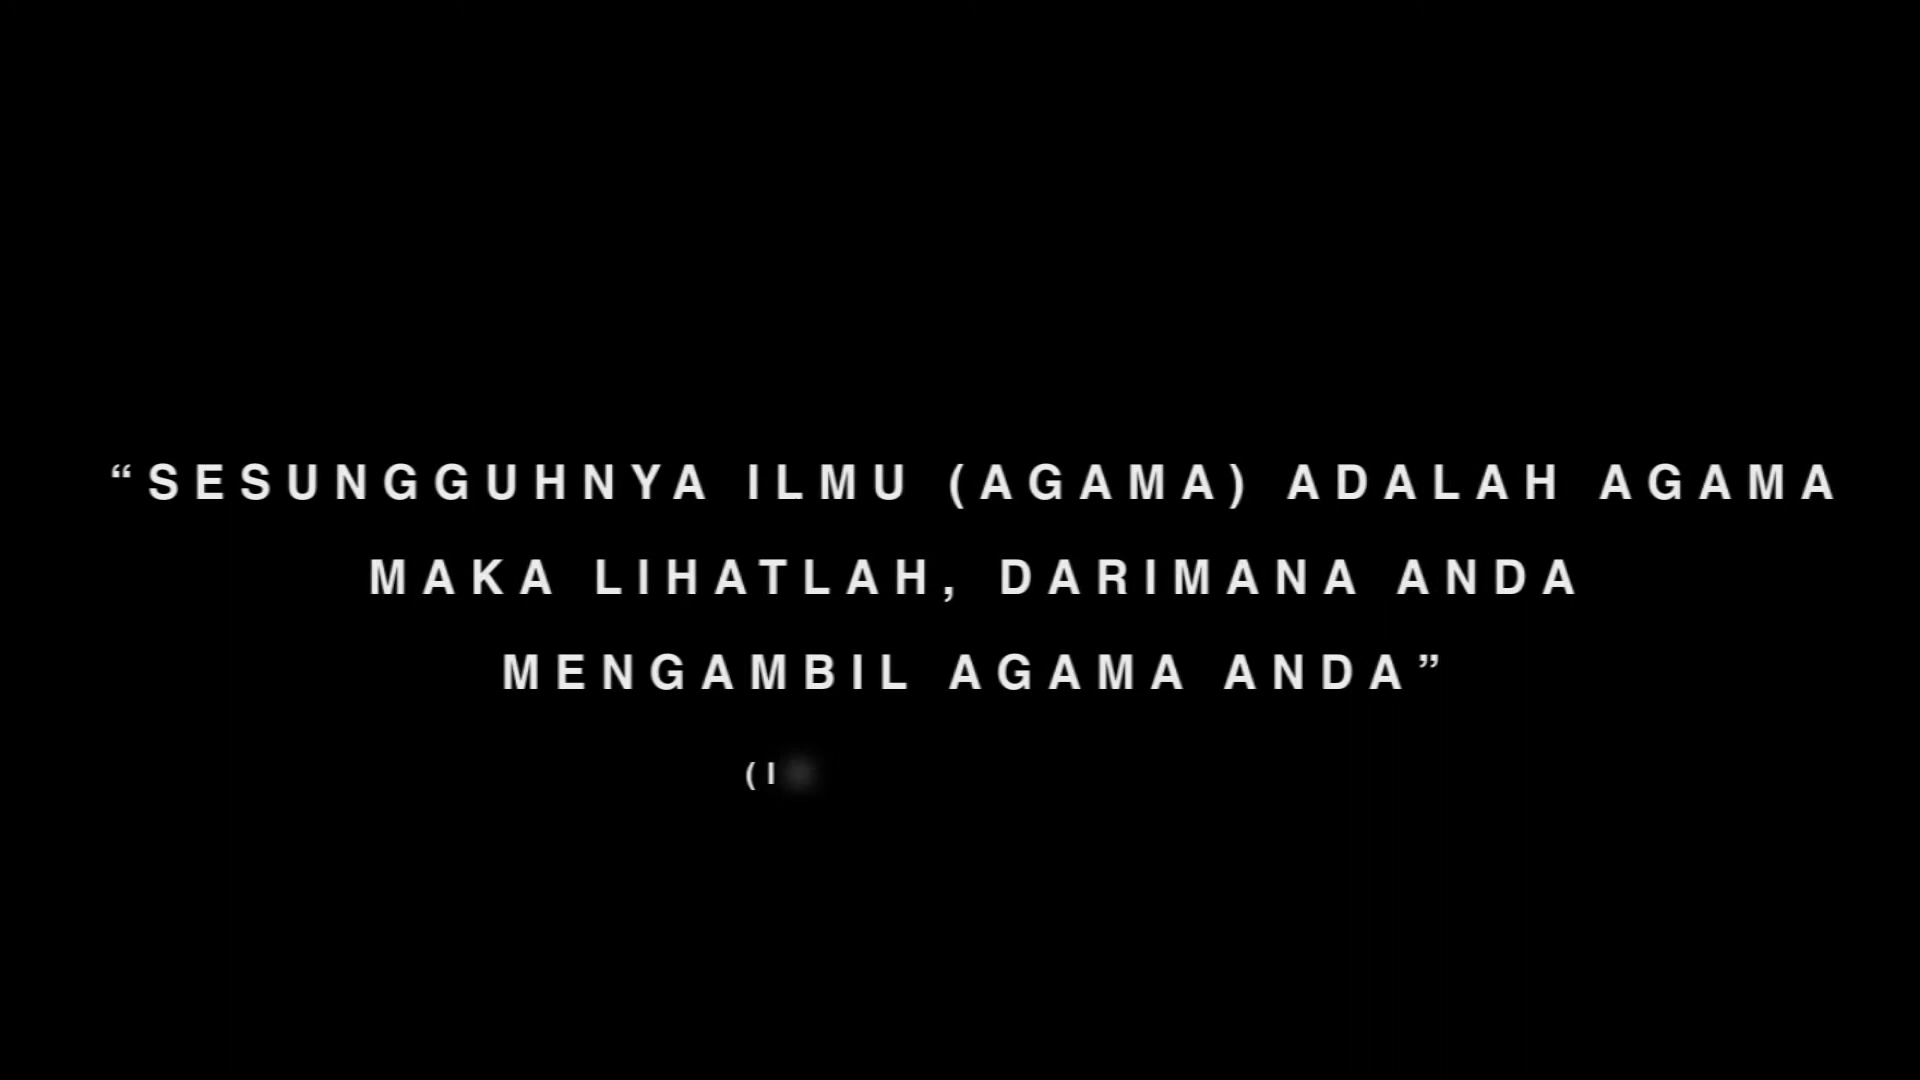 “SESUNGGUHNYA ILMU (AGAMA) ADALAH AGAMA
MAKA LIHATLAH, DARIMANA ANDA
MENGAMBIL AGAMA ANDA”
(I